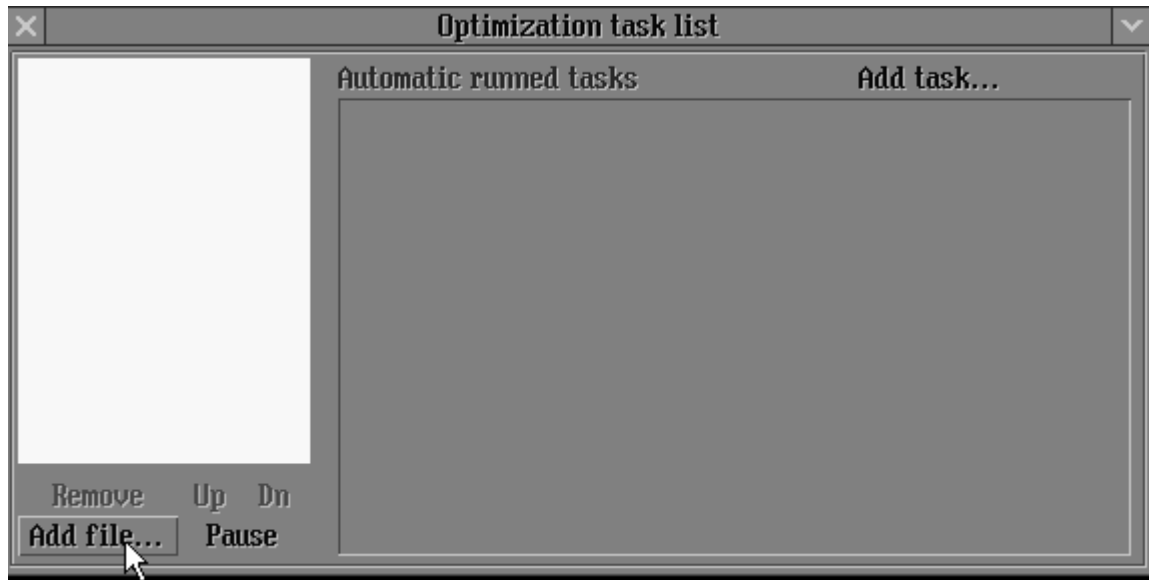 Optimization task list
Automatic runned tasks Add task...
Remove Up Dn
Add file... Pause